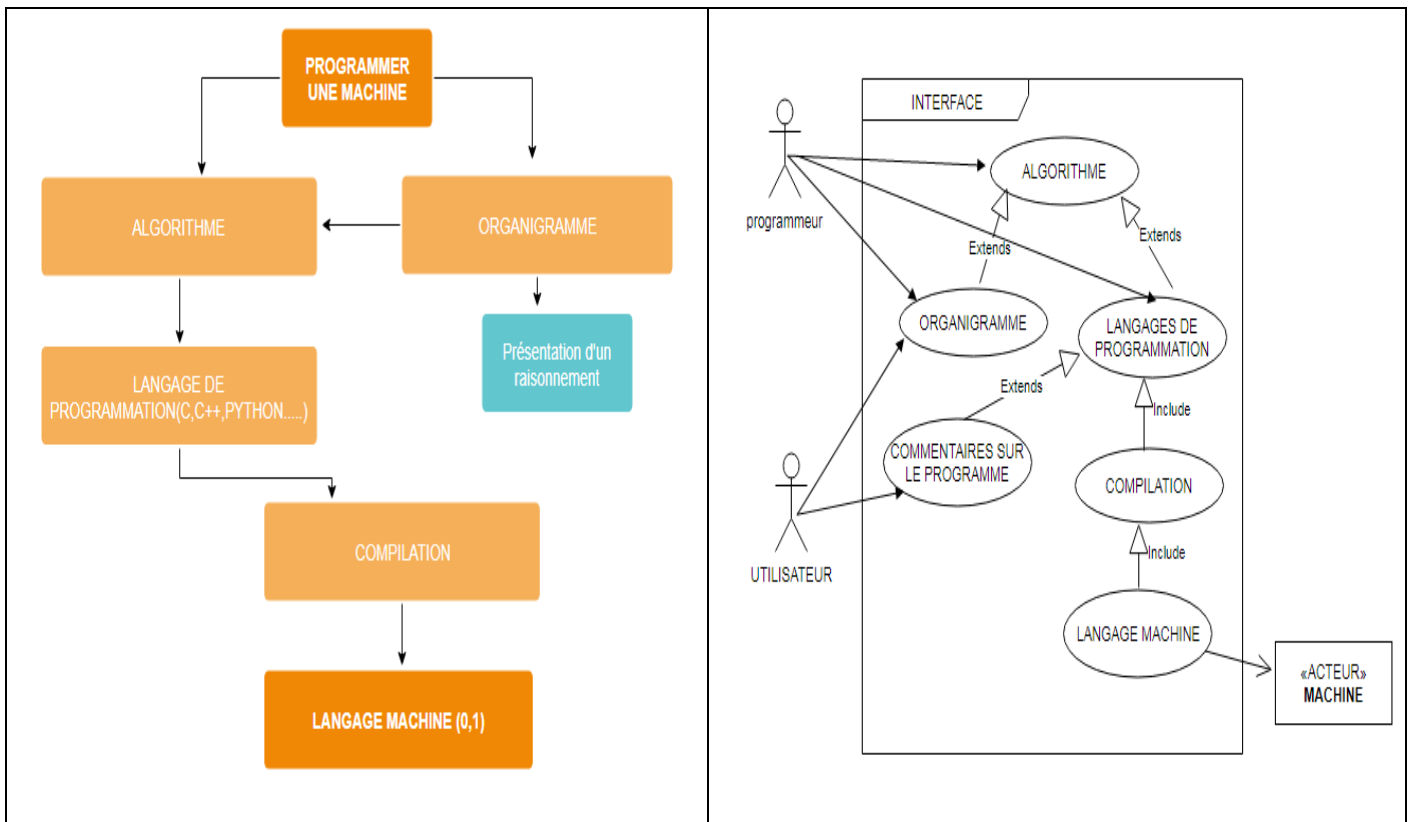 PROGRAMMER
UNE MACHINE
ALGORITHME
ORGANIGRAMME
LANGAGE DE
PROGRAMMATION(C,C++,PYTHON.....)
Présentation d'un
raisonnement
COMPILATION
LANGAGE MACHINE (0,1)
INTERFACE
programmeur
ALGORITHME
Extends
Extends
ORGANIGRAMME
LANGAGES DE
PROGRAMMATION
Extends
Include
COMMENTAIRES SUR
LE PROGRAMME
COMPILATION
UTILISATEUR
Include
LANGAGE MACHINE
«ACTEUR»
MACHINE